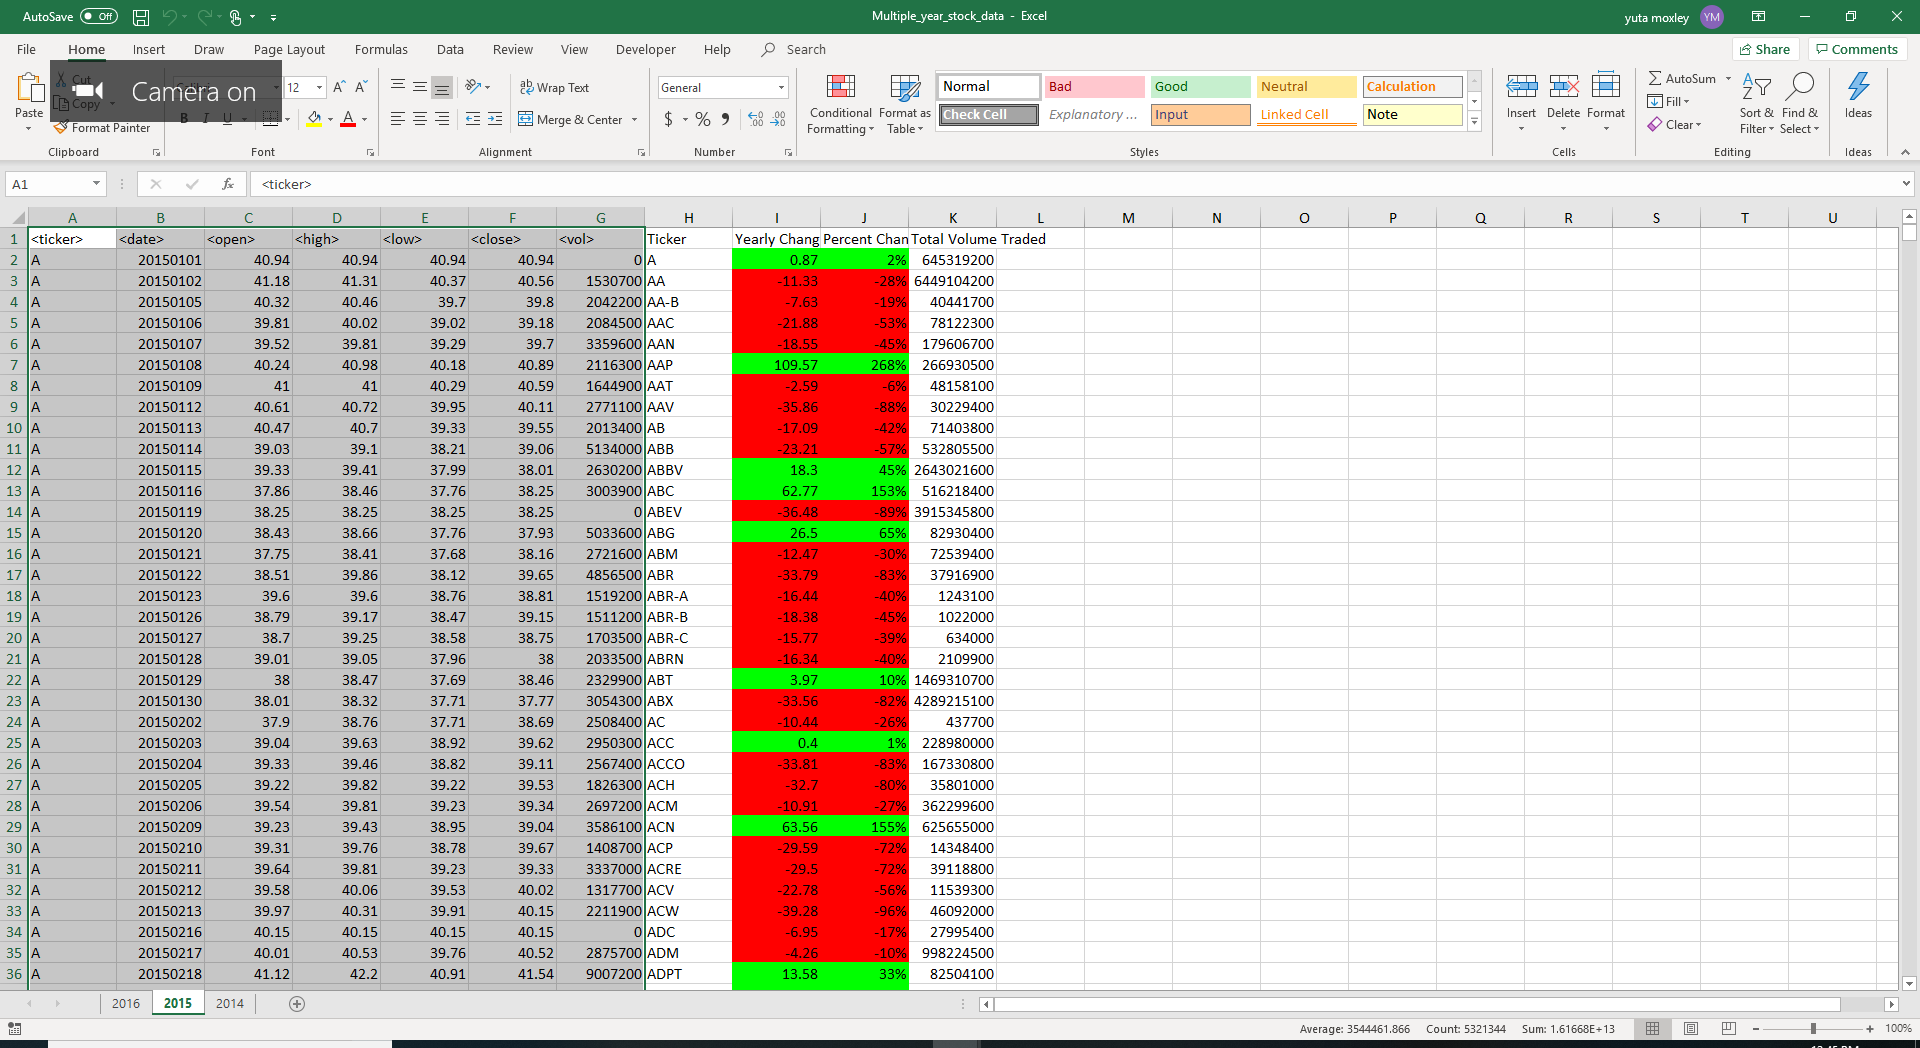 AutoSave Off
Multiple_year_stock_data - Excel
yuta moxley YM
File Home Insert Draw Page Layout Formulas Data Review View Developer Help Search
Share Comments
Camera on
Paste Cut Copy Format Painter
12
B I U
Wrap Text
Merge & Center
General
$ % 9
Conditional Formatting
Format as Table
Normal Bad Good Neutral Calculation
Check Cell Explanatory ... Input Linked Cell Note
Insert Delete Format
AutoSum
Fill
Clear
Sort & Filter
Find & Select
Ideas
Clipboard Font Alignment Number Styles Cells Editing Ideas
A1 fx <ticker>
A B C D E F G H I J K L M N O P Q R S T U
1 <ticker> <date> <open> <high> <low> <close> <vol> Ticker Yearly Chang Percent Chan Total Volume Traded
2 A 20150101 40.94 40.94 40.94 40.94 0 A 0.87 2% 645319200
3 A 20150102 41.18 41.31 40.37 40.56 1530700 AA -11.33 -28% 6449104200
4 A 20150105 40.32 40.46 39.7 39.8 2042200 AA-B -7.63 -19% 40441700
5 A 20150106 39.81 40.02 39.02 39.18 2084500 AAC -21.88 -53% 78122300
6 A 20150107 39.52 39.81 39.29 39.7 3359600 AAN -18.55 -45% 179606700
7 A 20150108 40.24 40.98 40.18 40.89 2116300 AAP 109.57 268% 266930500
8 A 20150109 41 41 40.29 40.59 1644900 AAT -2.59 -6% 48158100
9 A 20150112 40.61 40.72 39.95 40.11 2771100 AAV -35.86 -88% 30229400
10 A 20150113 40.47 40.7 39.33 39.55 2013400 AB -17.09 -42% 71403800
11 A 20150114 39.03 39.1 38.21 39.06 5134000 ABB -23.21 -57% 532805500
12 A 20150115 39.33 39.41 37.99 38.01 2630200 ABBV 18.3 45% 2643021600
13 A 20150116 37.86 38.46 37.76 38.25 3003900 ABC 62.77 153% 516218400
14 A 20150119 38.25 38.25 38.25 38.25 0 ABEV -36.48 -89% 3915345800
15 A 20150120 38.43 38.66 37.76 37.93 5033600 ABG 26.5 65% 82930400
16 A 20150121 37.75 38.41 37.68 38.16 2721600 ABM -12.47 -30% 72539400
17 A 20150122 38.51 39.86 38.12 39.65 4856500 ABR -33.79 -83% 37916900
18 A 20150123 39.6 39.6 38.76 38.81 1519200 ABR-A -16.44 -40% 1243100
19 A 20150126 38.79 39.17 38.47 39.15 1511200 ABR-B -18.38 -45% 1022000
20 A 20150127 38.7 39.25 38.58 38.75 1703500 ABR-C -15.77 -39% 634000
21 A 20150128 39.01 39.05 37.96 38 2033500 ABRN -16.34 -40% 2109900
22 A 20150129 38 38.47 37.69 38.46 2329900 ABT 3.97 10% 1469310700
23 A 20150130 38.01 38.32 37.71 37.77 3054300 ABX -33.56 -82% 4289215100
24 A 20150202 37.9 38.76 37.71 38.69 2508400 AC -10.44 -26% 437700
25 A 20150203 39.04 39.63 38.92 39.62 2950300 ACC 0.4 1% 228980000
26 A 20150204 39.33 39.46 38.82 39.11 2567400 ACCO -33.81 -83% 167330800
27 A 20150205 39.22 39.82 39.22 39.53 1826300 ACH -32.7 -80% 35801000
28 A 20150206 39.54 39.81 39.23 39.34 2697200 ACM -10.91 -27% 362299600
29 A 20150209 39.23 39.43 38.95 39.04 3586100 ACN 63.56 155% 625655000
30 A 20150210 39.31 39.76 38.78 39.67 1408700 ACP -29.59 -72% 14348400
31 A 20150211 39.64 39.81 39.23 39.33 3337000 ACRE -29.5 -72% 39118800
32 A 20150212 39.58 40.06 39.53 40.02 1317700 ACV -22.78 -56% 11539300
33 A 20150213 39.97 40.31 39.91 40.15 2211900 ACW -39.28 -96% 46092000
34 A 20150216 40.15 40.15 40.15 40.15 0 ADC -6.95 -17% 27995400
35 A 20150217 40.01 40.53 39.76 40.52 2875700 ADM -4.26 -10% 998224500
36 A 20150218 41.12 42.2 40.91 41.54 9007200 ADPT 13.58 33% 82504100
2016 2015 2014
Average: 3544461.866 Count: 5321344 Sum: 1.61668E+13 100%